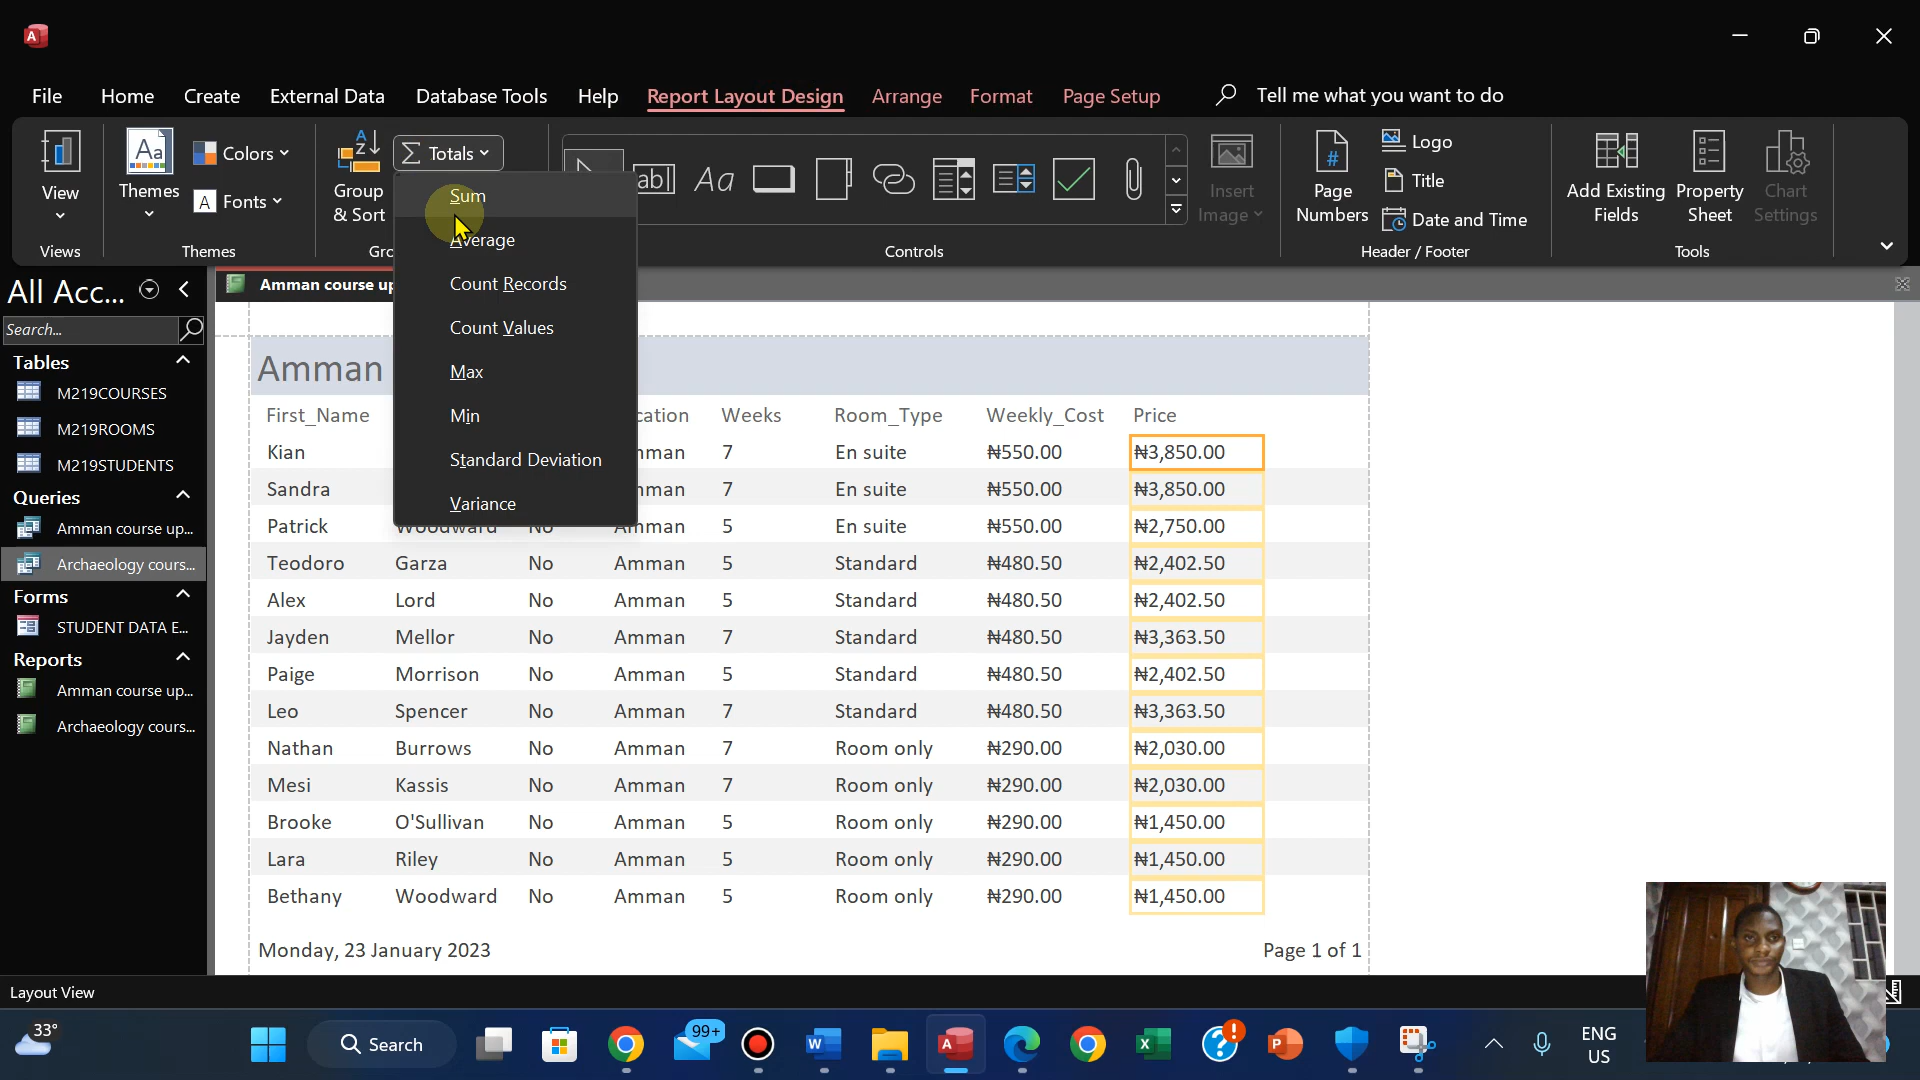 File Home Create External Data Database Tools Help Report Layout Design Arrange Format Page Setup Tell me what you want to do
View
Views
Themes
Colors
Fonts
Themes
Group
& Sort
Totals
Sum
Average
Count Records
Count Values
Max
Min
Standard Deviation
Variance
Controls
Insert
Image
Page
Numbers
Logo
Title
Date and Time
Header / Footer
Add Existing
Fields
Property
Sheet
Chart
Settings
Tools
All Acc...
Search...
Tables
M219COURSES
M219ROOMS
M219STUDENTS
Queries
Amman course up...
Archaeology cours...
Forms
STUDENT DATA E...
Reports
Amman course up...
Archaeology cours...
Amman course up
Amman
First_Name Weeks Room_Type Weekly_Cost Price
Kian 7 En suite ₦550.00 ₦3,850.00
Sandra 7 En suite ₦550.00 ₦3,850.00
Patrick Woodward No Amman 5 En suite ₦550.00 ₦2,750.00
Teodoro Garza No Amman 5 Standard ₦480.50 ₦2,402.50
Alex Lord No Amman 5 Standard ₦480.50 ₦2,402.50
Jayden Mellor No Amman 7 Standard ₦480.50 ₦3,363.50
Paige Morrison No Amman 5 Standard ₦480.50 ₦2,402.50
Leo Spencer No Amman 7 Standard ₦480.50 ₦3,363.50
Nathan Burrows No Amman 7 Room only ₦290.00 ₦2,030.00
Mesi Kassis No Amman 7 Room only ₦290.00 ₦2,030.00
Brooke O'Sullivan No Amman 5 Room only ₦290.00 ₦1,450.00
Lara Riley No Amman 5 Room only ₦290.00 ₦1,450.00
Bethany Woodward No Amman 5 Room only ₦290.00 ₦1,450.00
Monday, 23 January 2023 Page 1 of 1
Layout View
33°
Search
99+
ENG
US